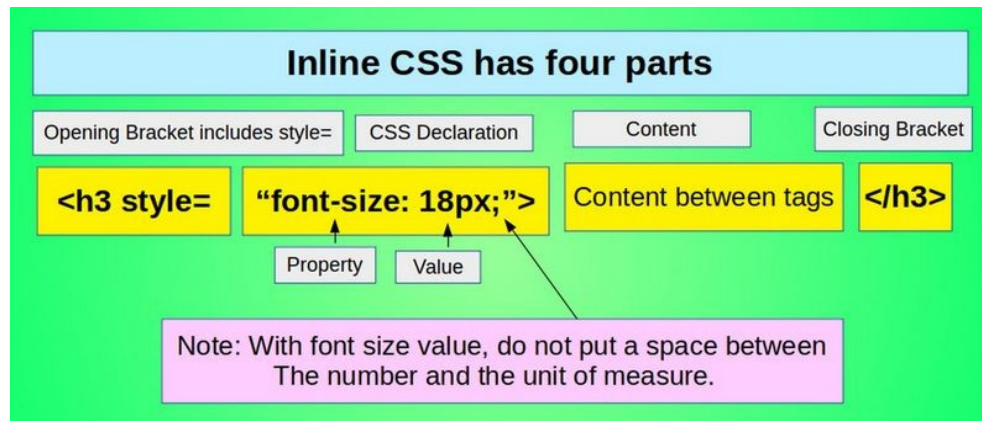 Inline CSS has four parts
Opening Bracket includes style=
CSS Declaration
Content
Closing Bracket
<h3 style=
“font-size: 18px;”>
Content between tags
</h3>
Property
Value
Note: With font size value, do not put a space between
The number and the unit of measure.